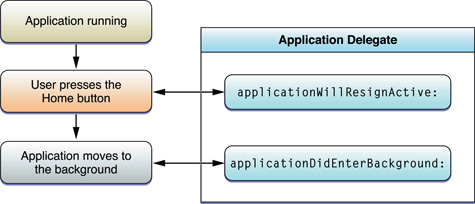 Application running
User presses the
Home button
Application moves to
the background
Application Delegate
applicationWillResignActive:
applicationDidEnterBackground: